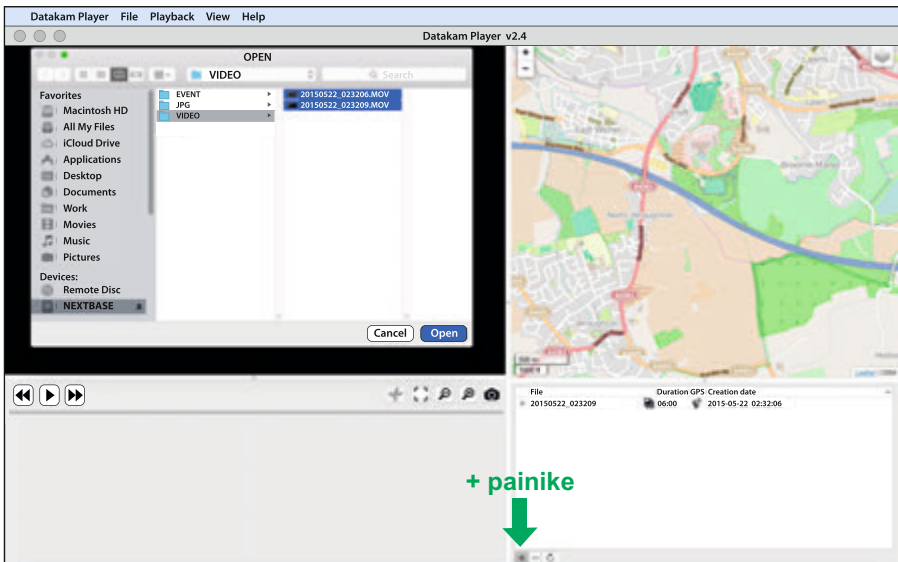 Datakam Player File Playback View Help
Datakam Player v2.4
OPEN
VIDEO
Search
Favorites
Macintosh HD
All My Files
iCloud Drive
Applications
Desktop
Documents
Work
Movies
Music
Pictures
Devices:
Remote Disc
NEXTBASE
EVENT
JPG
VIDEO
20150522_023206.MOV
20150522_023209.MOV
Cancel
Open
File Duration GPS Creation date
20150522_023209 06:00 2015-05-22 02:32:06
+ painike